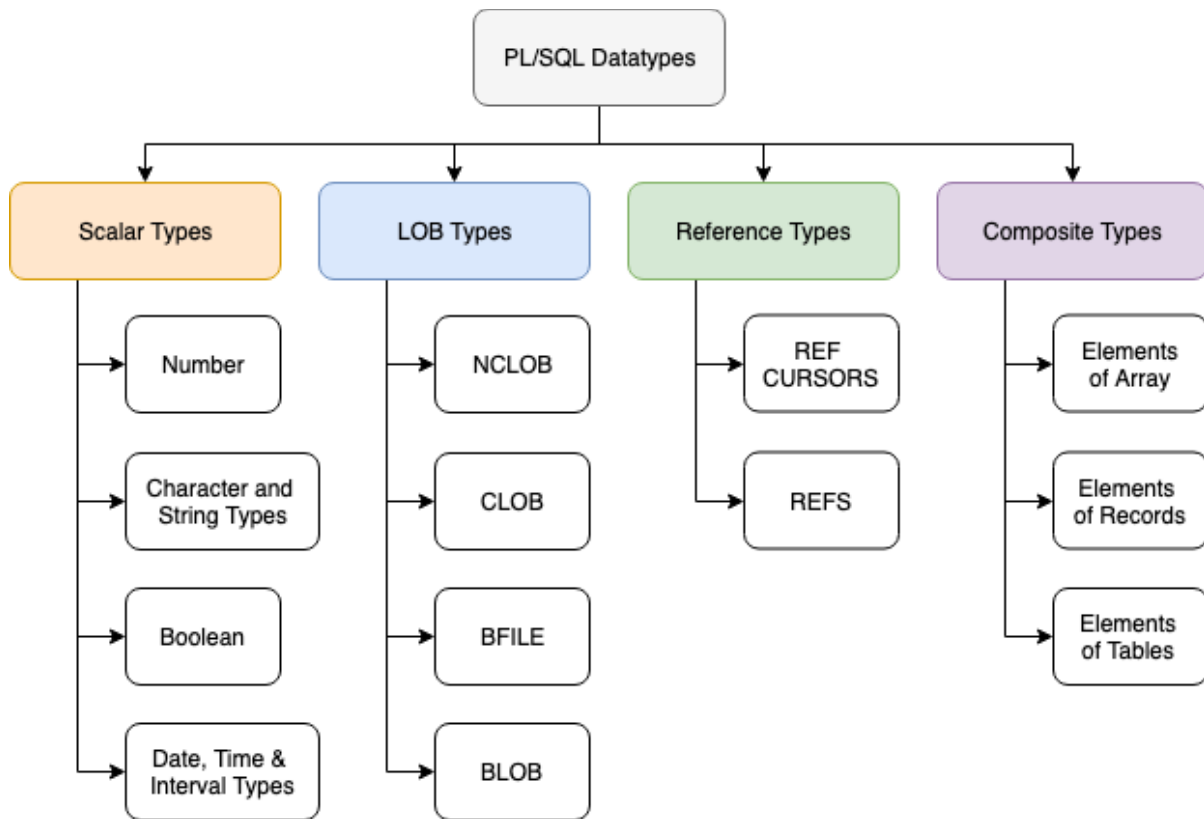 PL/SQL Datatypes
Scalar Types
LOB Types
Reference Types
Composite Types
Number
NCLOB
REF
CURSORS
Elements
of Array
Character and
String Types
CLOB
REFS
Elements
of Records
Boolean
BFILE
Elements
of Tables
Date, Time &
Interval Types
BLOB